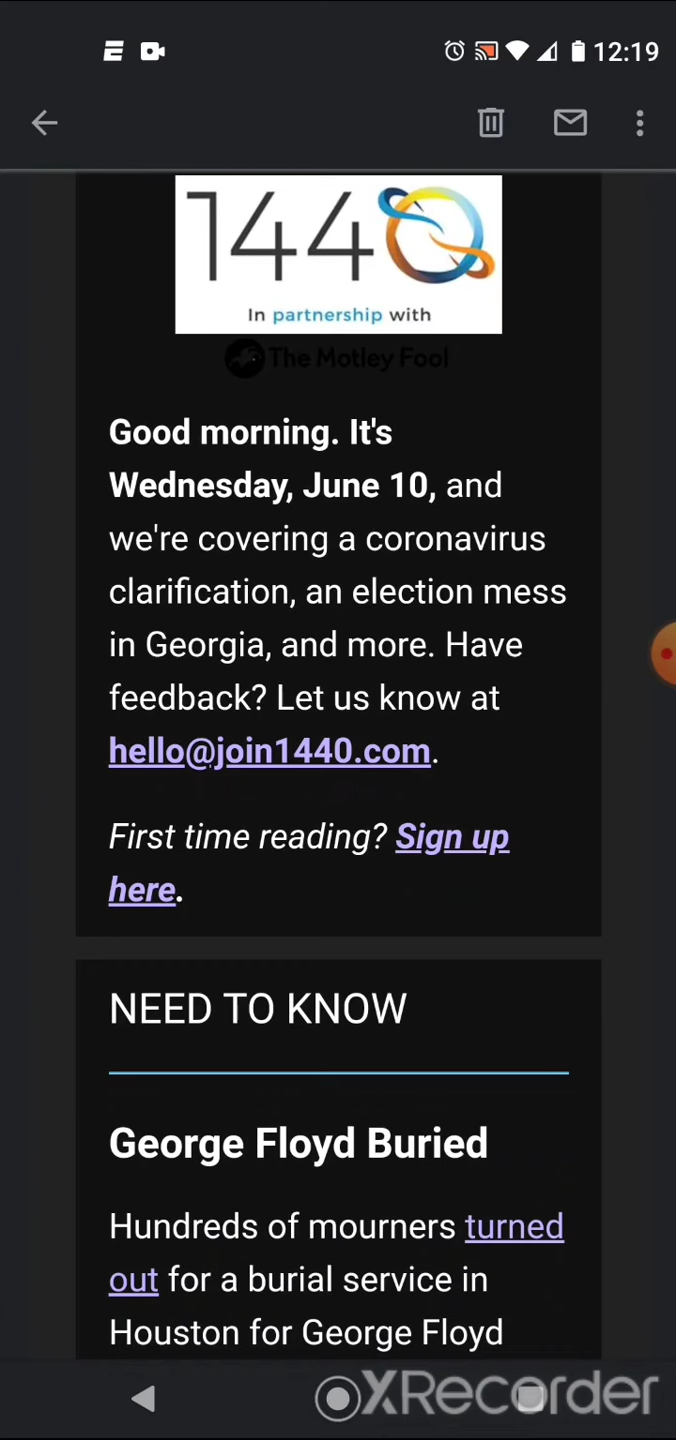 12:19
1440
In partnership with
The Motley Fool
Good morning. It's
Wednesday, June 10, and
we're covering a coronavirus
clarification, an election mess
in Georgia, and more. Have
feedback? Let us know at
hello@join1440.com.
First time reading? Sign up
here.
NEED TO KNOW
George Floyd Buried
Hundreds of mourners turned
out for a burial service in
Houston for George Floyd
XRecorder